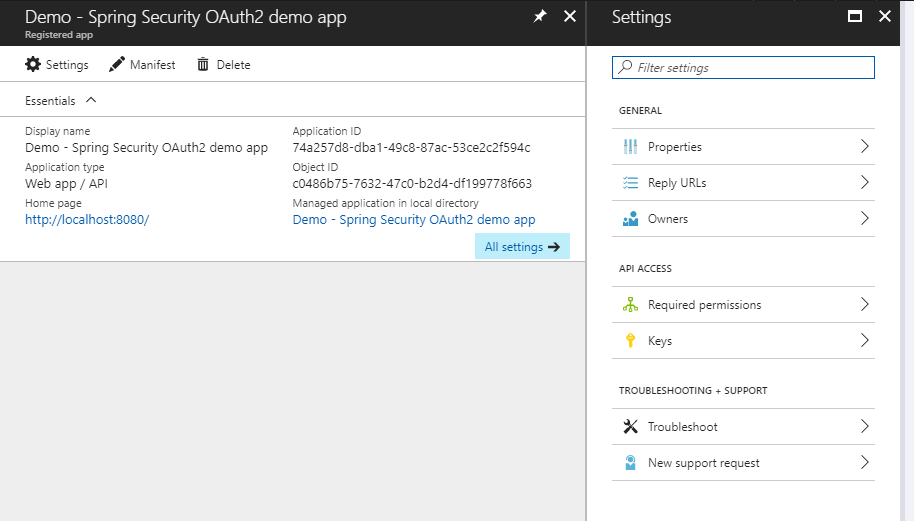 Demo - Spring Security OAuth2 demo app
Registered app
Settings
Manifest
Delete
Essentials
Display name
Demo - Spring Security OAuth2 demo app
Application type
Web app / API
Home page
http://localhost:8080/
Application ID
74a257d8-dba1-49c8-87ac-53ce2c2f594c
Object ID
c0486b75-7632-47c0-b2d4-df199778f663
Managed application in local directory
Demo - Spring Security OAuth2 demo app
All settings
Settings
Filter settings
GENERAL
Properties
Reply URLs
Owners
API ACCESS
Required permissions
Keys
TROUBLESHOOTING + SUPPORT
Troubleshoot
New support request